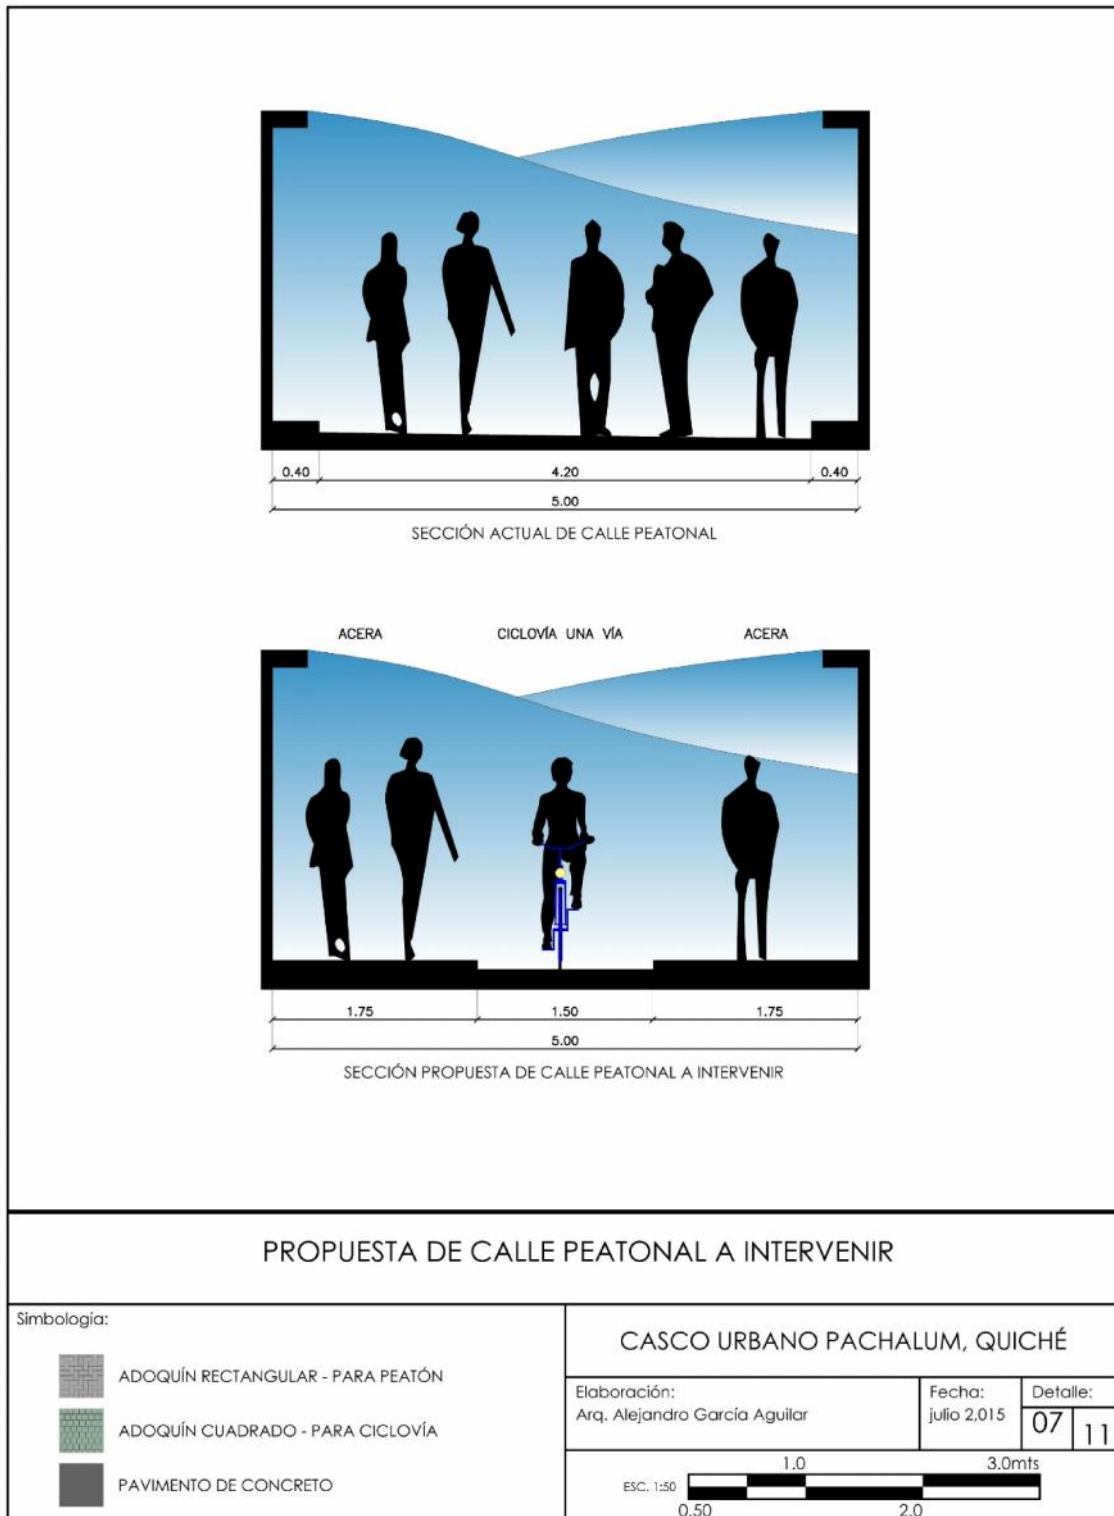 0.40 4.20 0.40
5.00
SECCIÓN ACTUAL DE CALLE PEATONAL
ACERA CICLOVÍA UNA VÍA ACERA
1.75 1.50 1.75
5.00
SECCIÓN PROPUESTA DE CALLE PEATONAL A INTERVENIR
PROPUESTA DE CALLE PEATONAL A INTERVENIR
Simbología:
ADOQUÍN RECTANGULAR - PARA PEATÓN
ADOQUÍN CUADRADO - PARA CICLOVÍA
PAVIMENTO DE CONCRETO
CASCO URBANO PACHALUM, QUICHÉ
Elaboración:
Arq. Alejandro García Aguilar
Fecha:
julio 2,015
Detalle:
07 11
1.0 3.0mts
ESC. 1:50
0.50 2.0